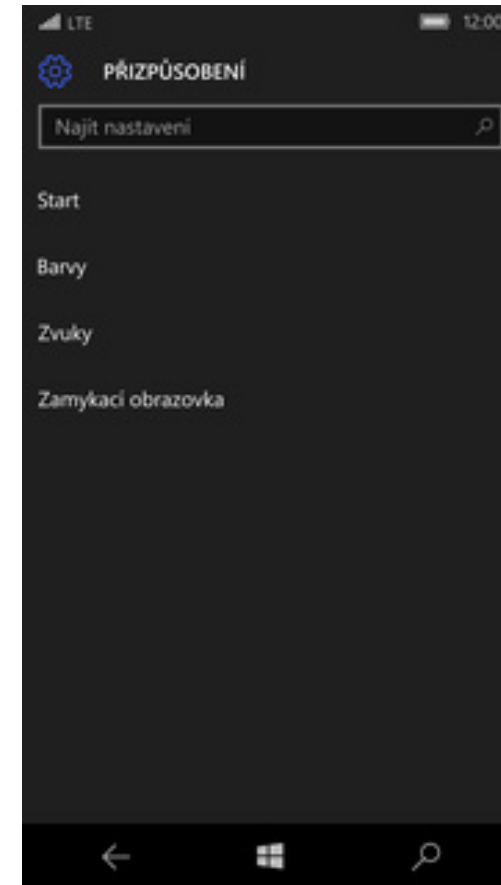 LTE 12:00
PŘIZPŮSOBENÍ
Najít nastavení
Start
Barvy
Zvuky
Zamykací obrazovka